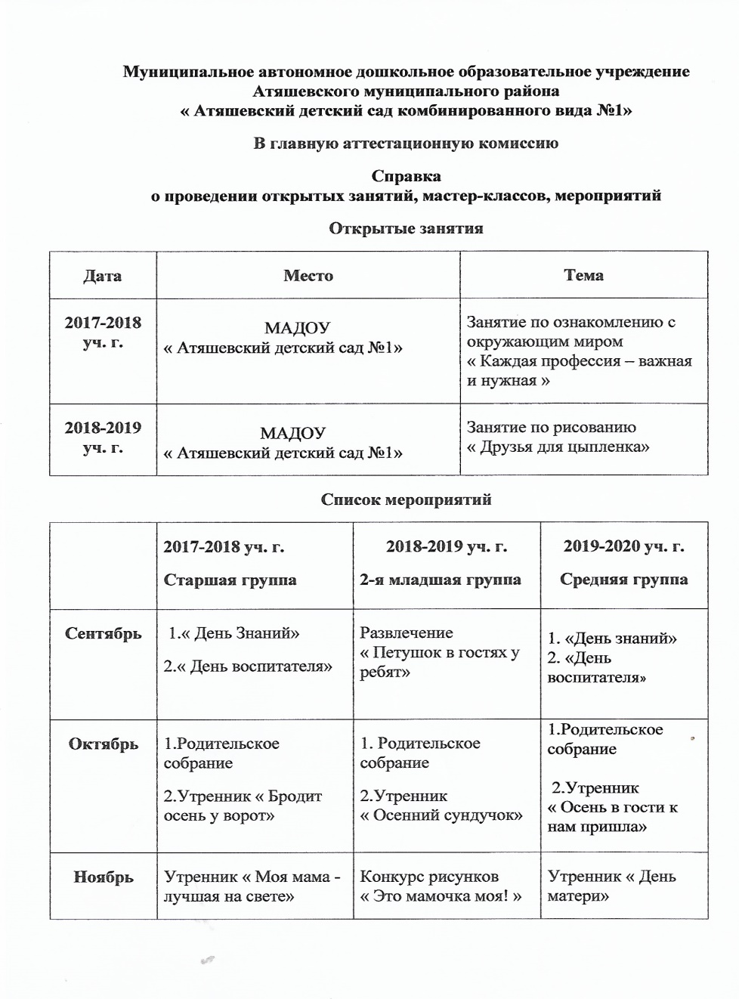 Муниципальное автономное дошкольное образовательное учреждение
Атяшевского муниципального района
« Атяшевский детский сад комбинированного вида №1»
В главную аттестационную комиссию
Справка
о проведении открытых занятий, мастер-классов, мероприятий
Открытые занятия
Дата
Место
Тема
2017-2018
уч. г.
МАДОУ
« Атяшевский детский сад №1»
Занятие по ознакомлению с
окружающим миром
« Каждая профессия – важная
и нужная »
2018-2019
уч. г.
МАДОУ
« Атяшевский детский сад №1»
Занятие по рисованию
« Друзья для цыпленка»
Список мероприятий
2017-2018 уч. г.
Старшая группа
2018-2019 уч. г.
2-я младшая группа
2019-2020 уч. г.
Средняя группа
Сентябрь
1.« День Знаний»
2.« День воспитателя»
Развлечение
« Петушок в гостях у
ребят»
1. «День знаний»
2. «День
воспитателя»
Октябрь
1.Родительское
собрание
2.Утренник « Бродит
осень у ворот»
1. Родительское
собрание
2.Утренник
« Осенний сундучок»
1.Родительское
собрание
2.Утренник
« Осень в гости к
нам пришла»
Ноябрь
Утренник « Моя мама -
лучшая на свете»
Конкурс рисунков
« Это мамочка моя! »
Утренник « День
матери»